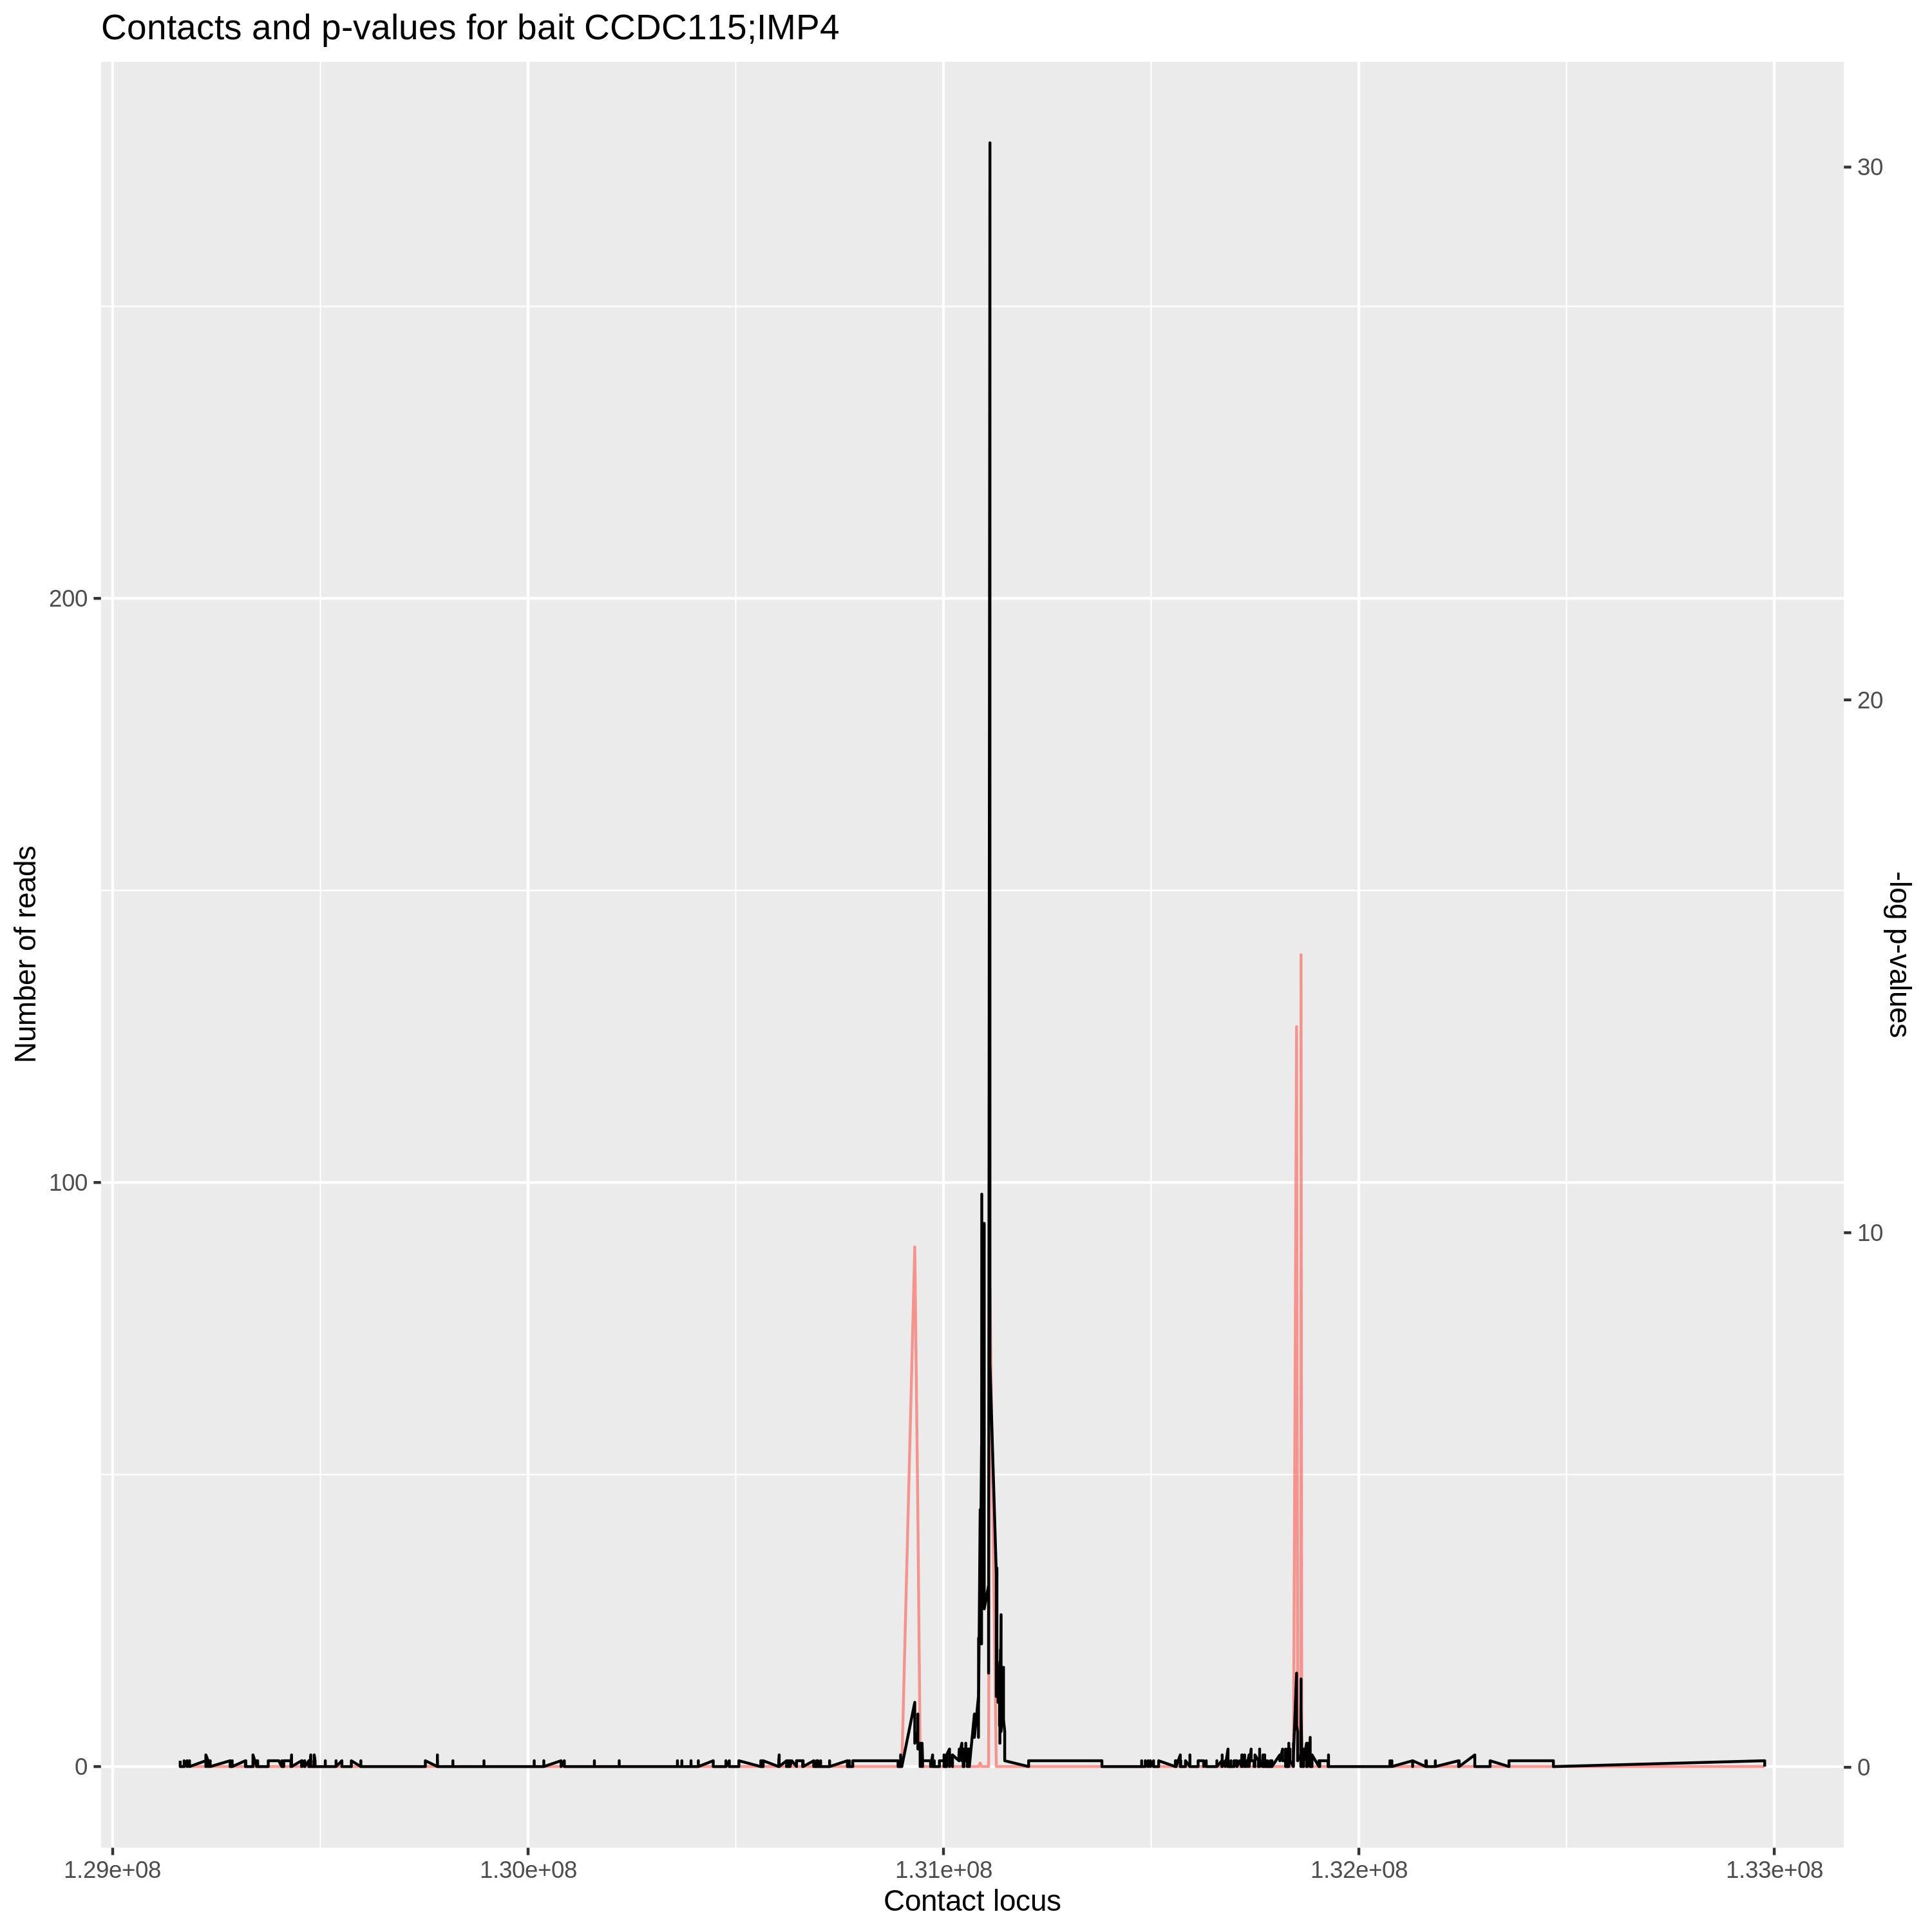 Contacts and p-values for bait CCDC115;IMP4
30
200
20
Number of reads
-log p-values
100
10
0
0
1.29e+08
1.30e+08
1.31e+08
1.32e+08
1.33e+08
Contact locus